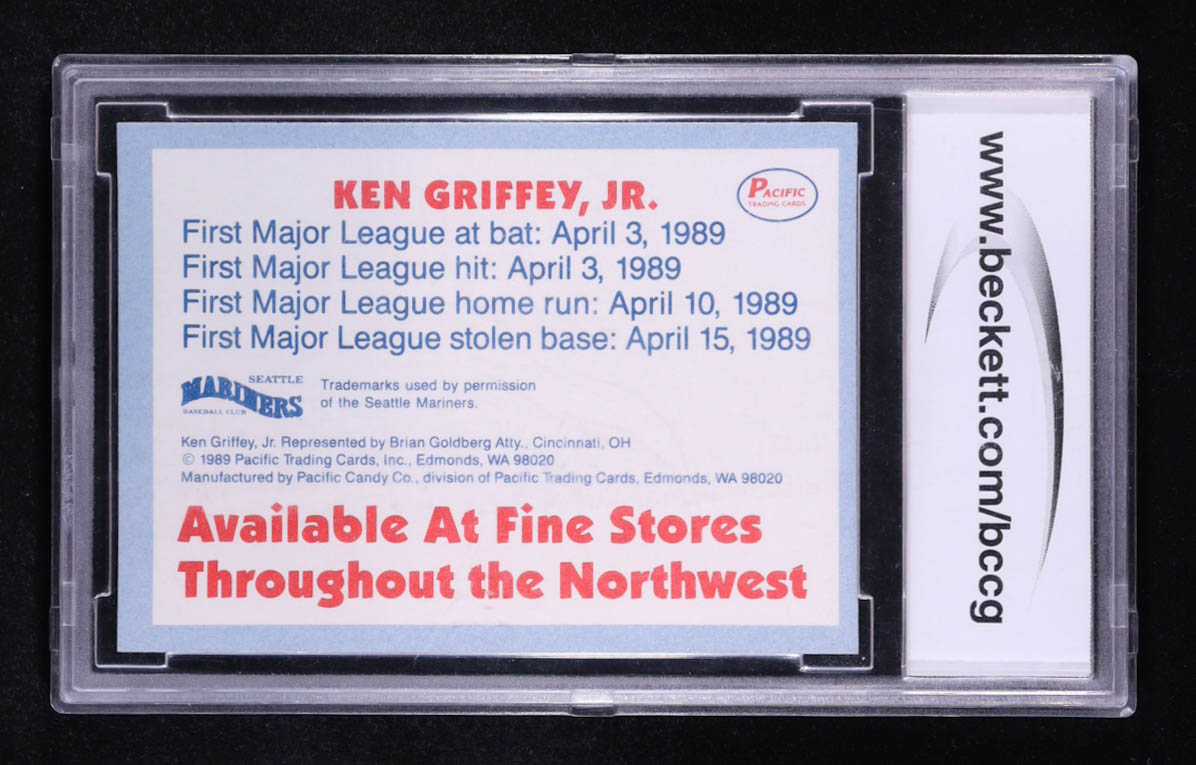 KEN GRIFFEY, JR.
PACIFIC
TRADING CARDS
First Major League at bat: April 3, 1989
First Major League hit: April 3, 1989
First Major League home run: April 10, 1989
First Major League stolen base: April 15, 1989
SEATTLE
MARINERS
BASEBALL CLUB
Trademarks used by permission
of the Seattle Mariners.
Ken Griffey, Jr. Represented by Brian Goldberg Atty., Cincinnati, OH
© 1989 Pacific Trading Cards, Inc., Edmonds, WA 98020
Manufactured by Pacific Candy Co., division of Pacific Trading Cards, Edmonds, WA 98020
Available At Fine Stores
Throughout the Northwest
www.beckett.com/bccg